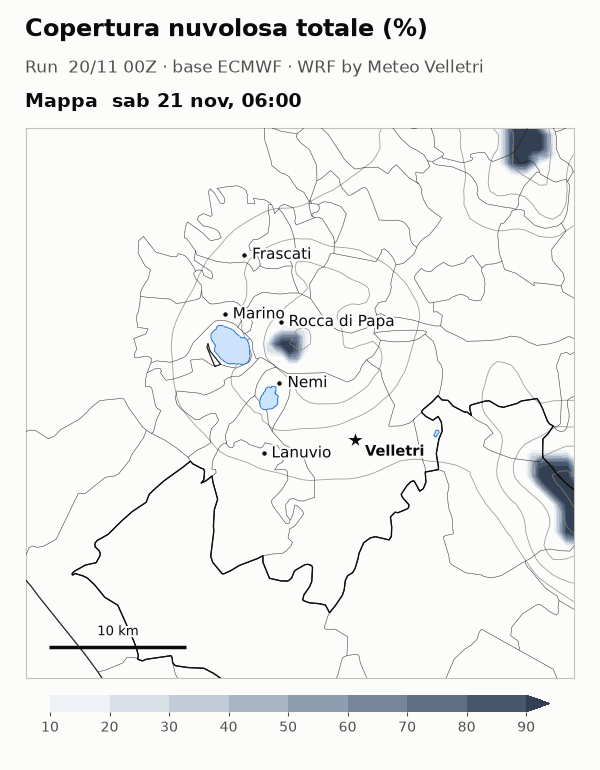 Copertura nuvolosa totale (%)
Run  20/11 00Z · base ECMWF · WRF by Meteo Velletri
Mappa  sab 21 nov, 06:00
Frascati
Marino
Rocca di Papa
Nemi
Velletri
Lanuvio
10 km
10 20 30 40 50 60 70 80 90